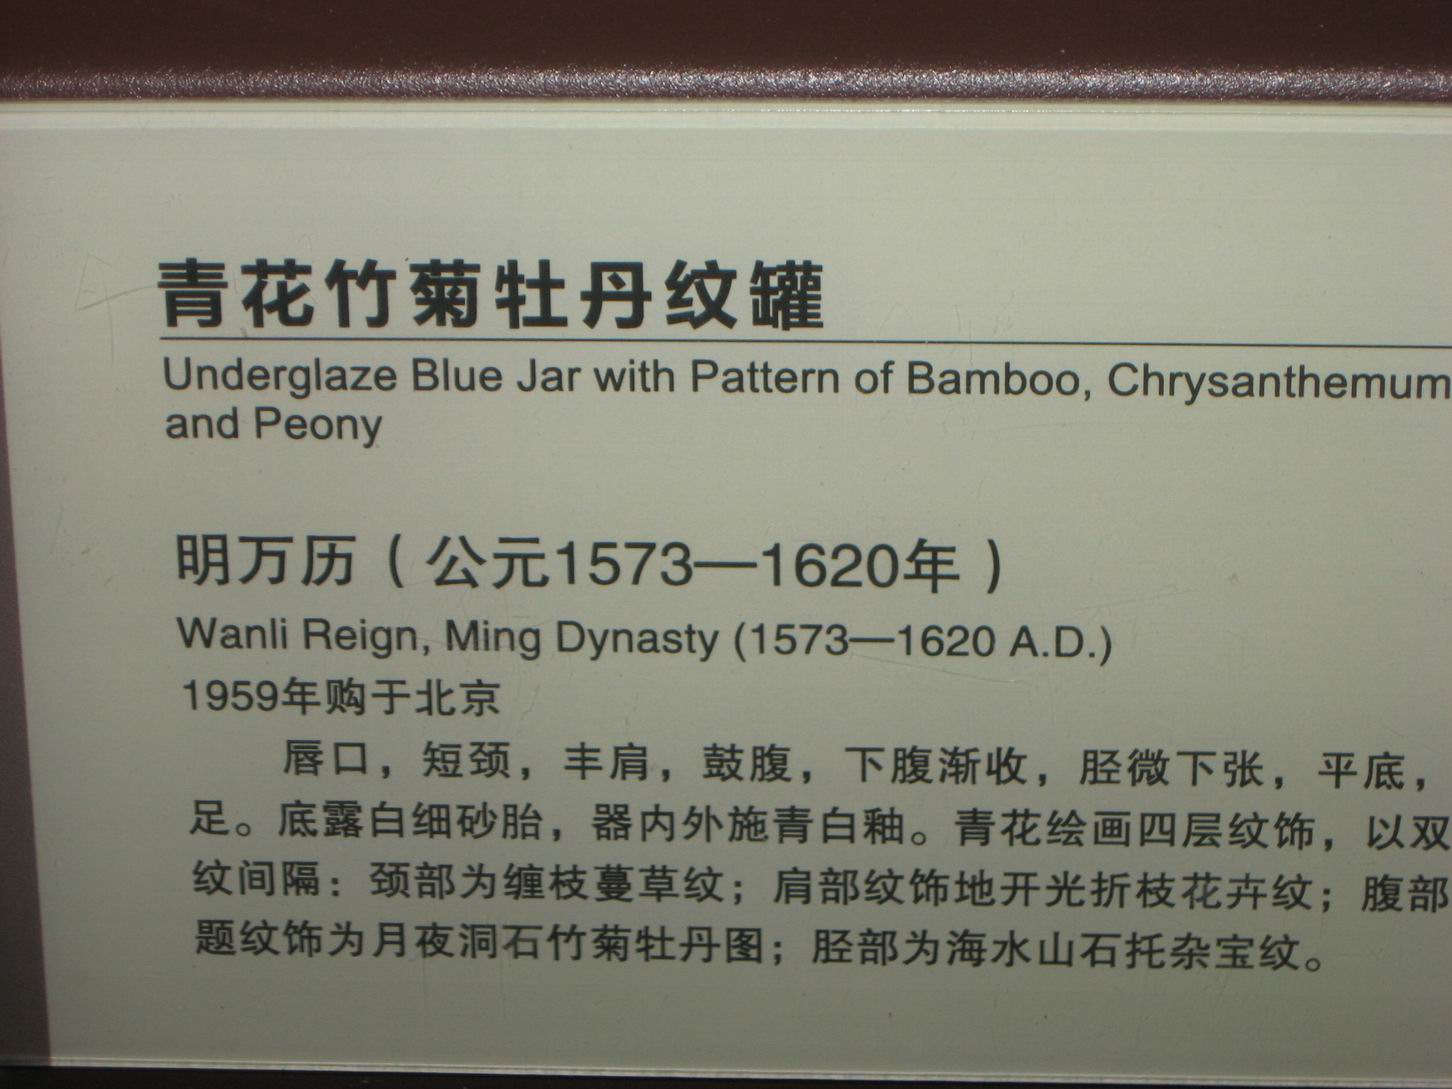 青花竹菊牡丹纹罐
Underglaze Blue Jar with Pattern of Bamboo, Chrysanthemum
and Peony
明万历（公元1573—1620年）
Wanli Reign, Ming Dynasty (1573—1620 A.D.)
1959年购于北京
唇口，短颈，丰肩，鼓腹，下腹渐收，胫微下张，平底，
足。底露白细砂胎，器内外施青白釉。青花绘画四层纹饰，以双
纹间隔：颈部为缠枝蔓草纹；肩部纹饰地开光折枝花卉纹；腹部
题纹饰为月夜洞石竹菊牡丹图；胫部为海水山石托杂宝纹。